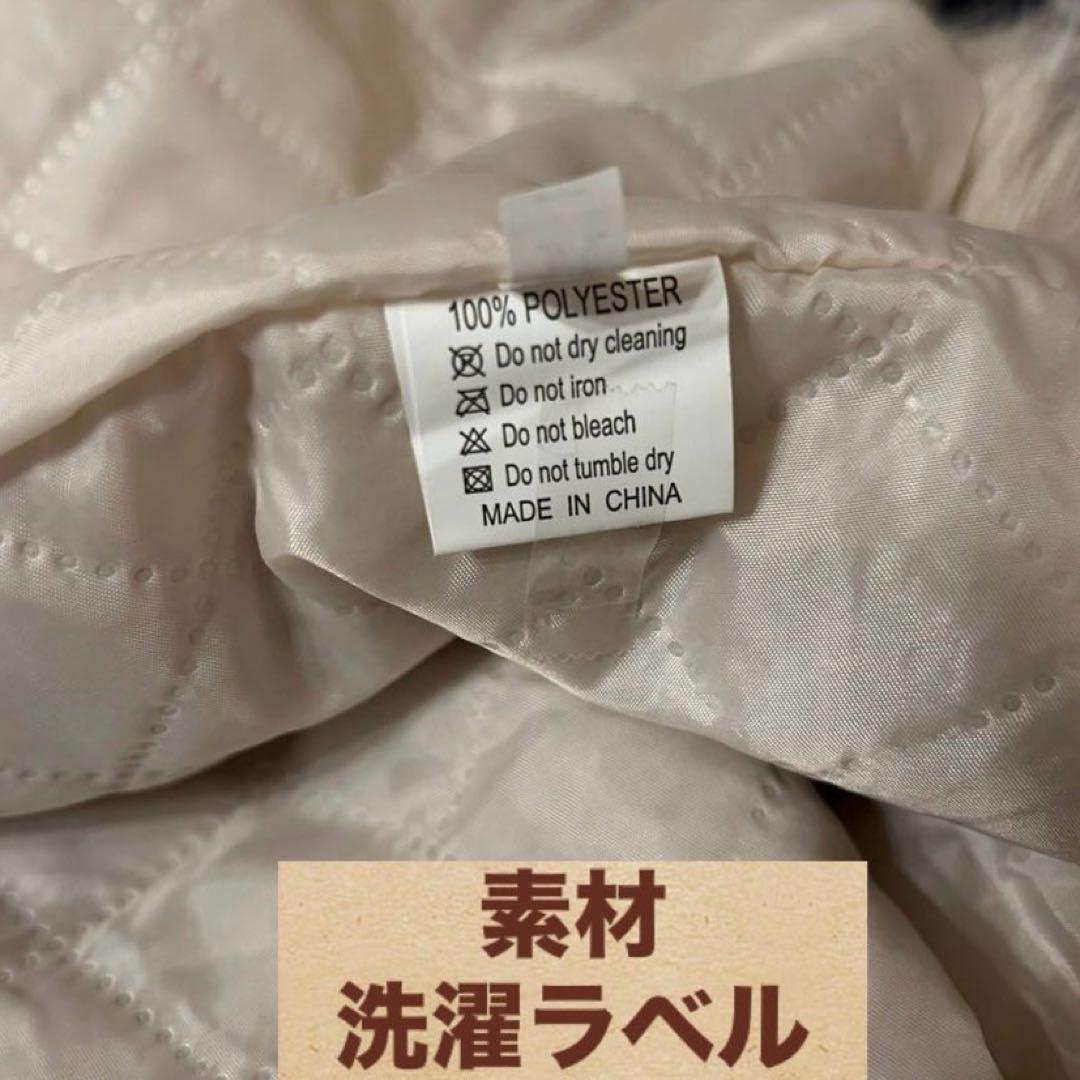 100% POLYESTER
Do not dry cleaning
Do not iron
Do not bleach
Do not tumble dry
MADE IN CHINA
素材
洗濯ラベル